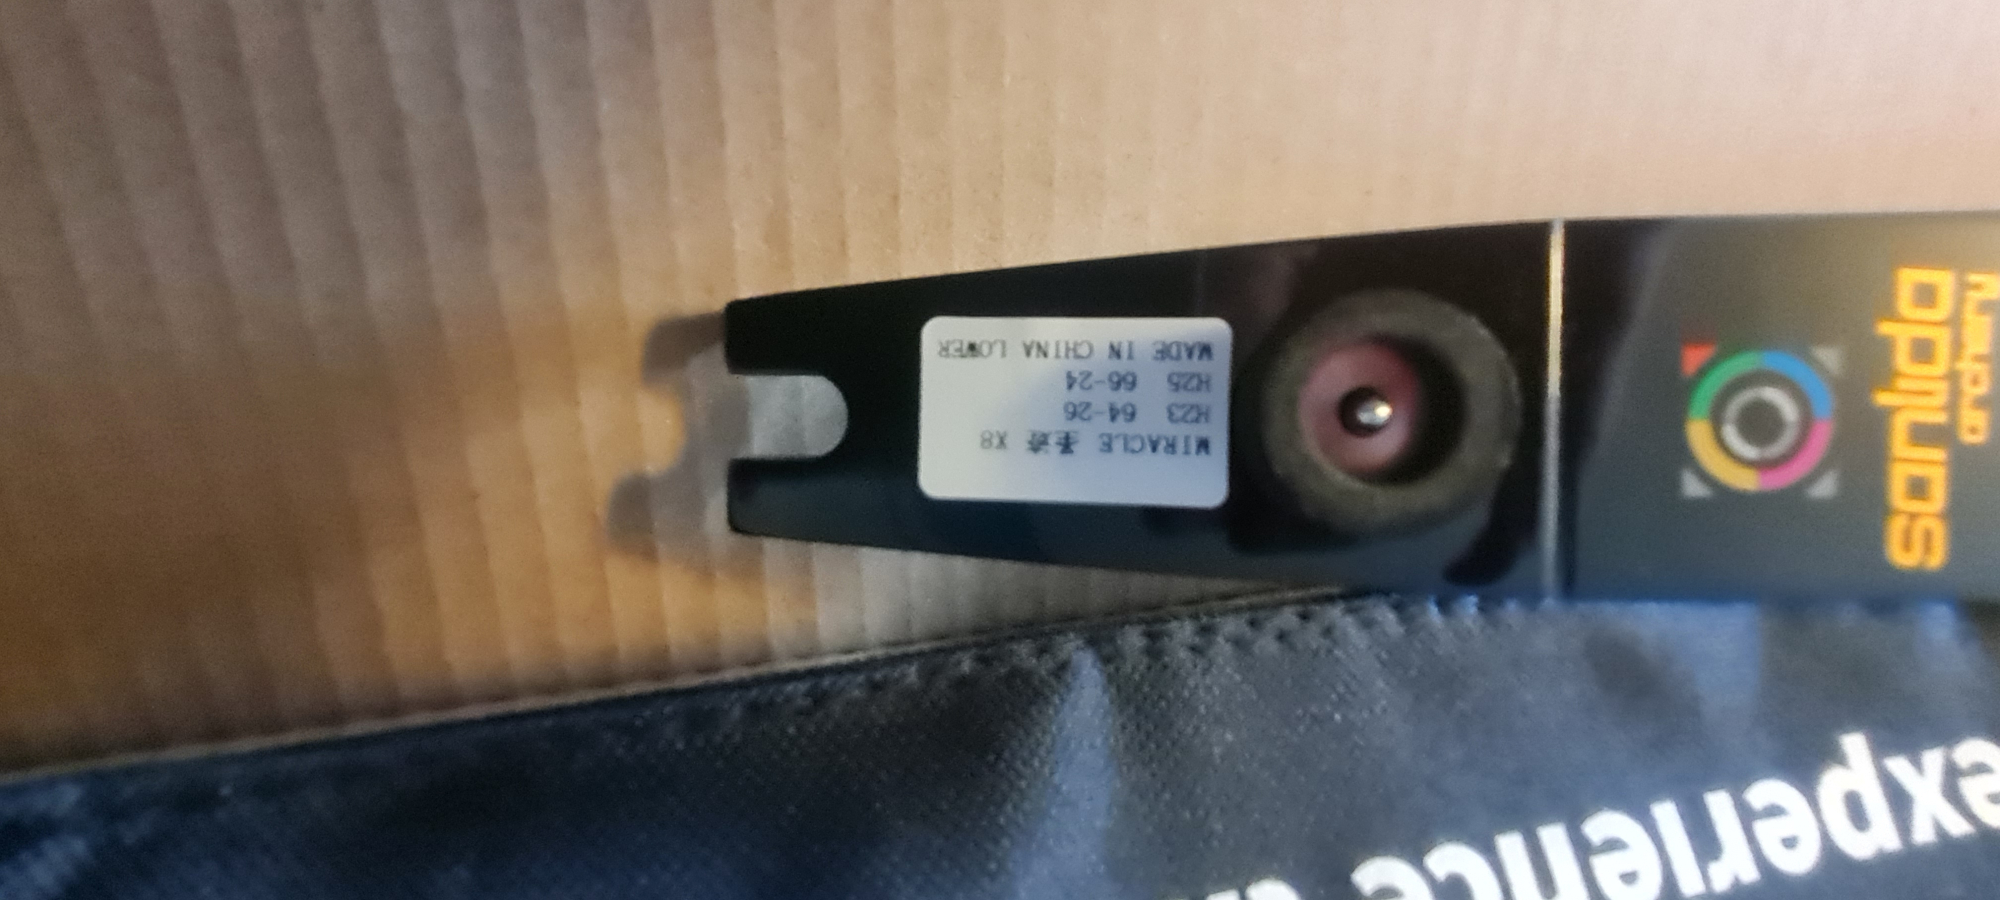 MIRACLE 圣迹 X8
H23 64-26
H25 66-24
MADE IN CHINA LOWER
sanlida
archery
experience